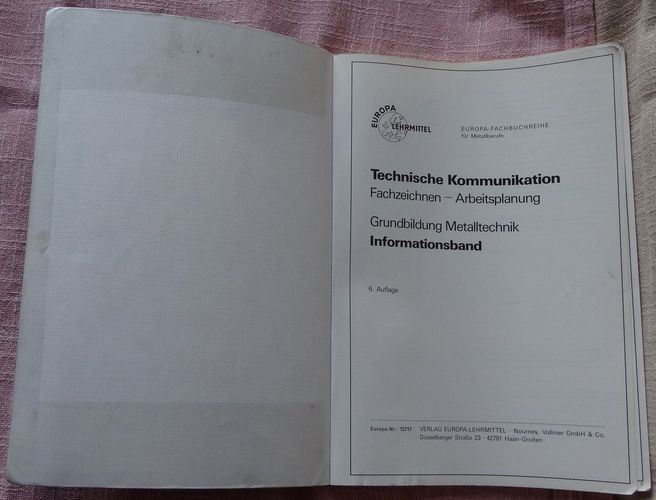 EUROPA
LEHRMITTEL
EUROPA-FACHBUCHREIHE
für Metallberufe
Technische Kommunikation
Fachzeichnen – Arbeitsplanung
Grundbildung Metalltechnik
Informationsband
6. Auflage
Europa-Nr.: 12717 VERLAG EUROPA-LEHRMITTEL · Nourney, Vollmer GmbH & Co.
Düsselberger Straße 23 · 42781 Haan-Gruiten